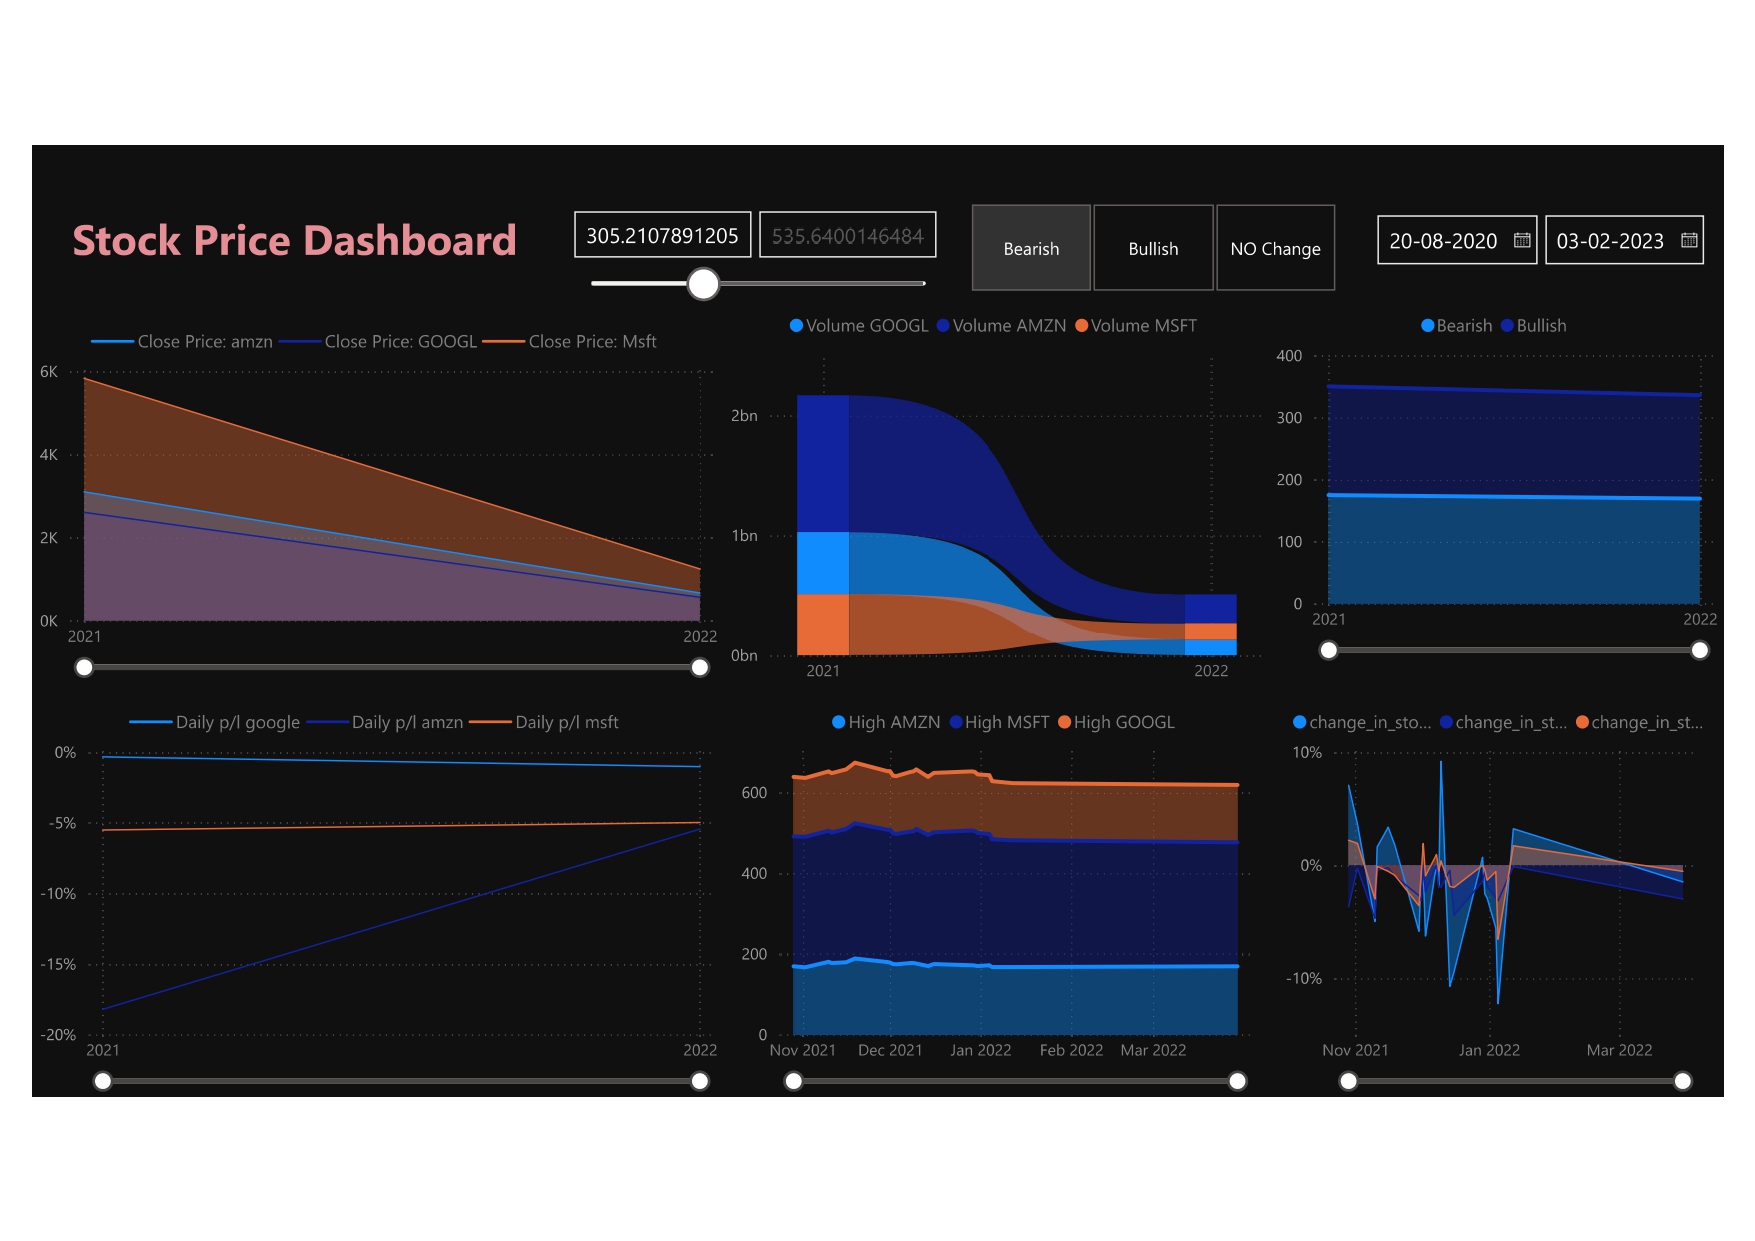 Stock Price Dashboard
305.2107891205 535.6400146484
Bearish Bullish NO Change
20-08-2020 03-02-2023
Close Price: amzn Close Price: GOOGL Close Price: Msft
6K
4K
2K
0K
2021 2022
Volume GOOGL Volume AMZN Volume MSFT
2bn
1bn
0bn
2021 2022
Bearish Bullish
400
300
200
100
0
2021 2022
Daily p/l google Daily p/l amzn Daily p/l msft
0%
-5%
-10%
-15%
-20%
2021 2022
High AMZN High MSFT High GOOGL
600
400
200
0
Nov 2021 Dec 2021 Jan 2022 Feb 2022 Mar 2022
change_in_sto... change_in_st... change_in_st...
10%
0%
-10%
Nov 2021 Jan 2022 Mar 2022